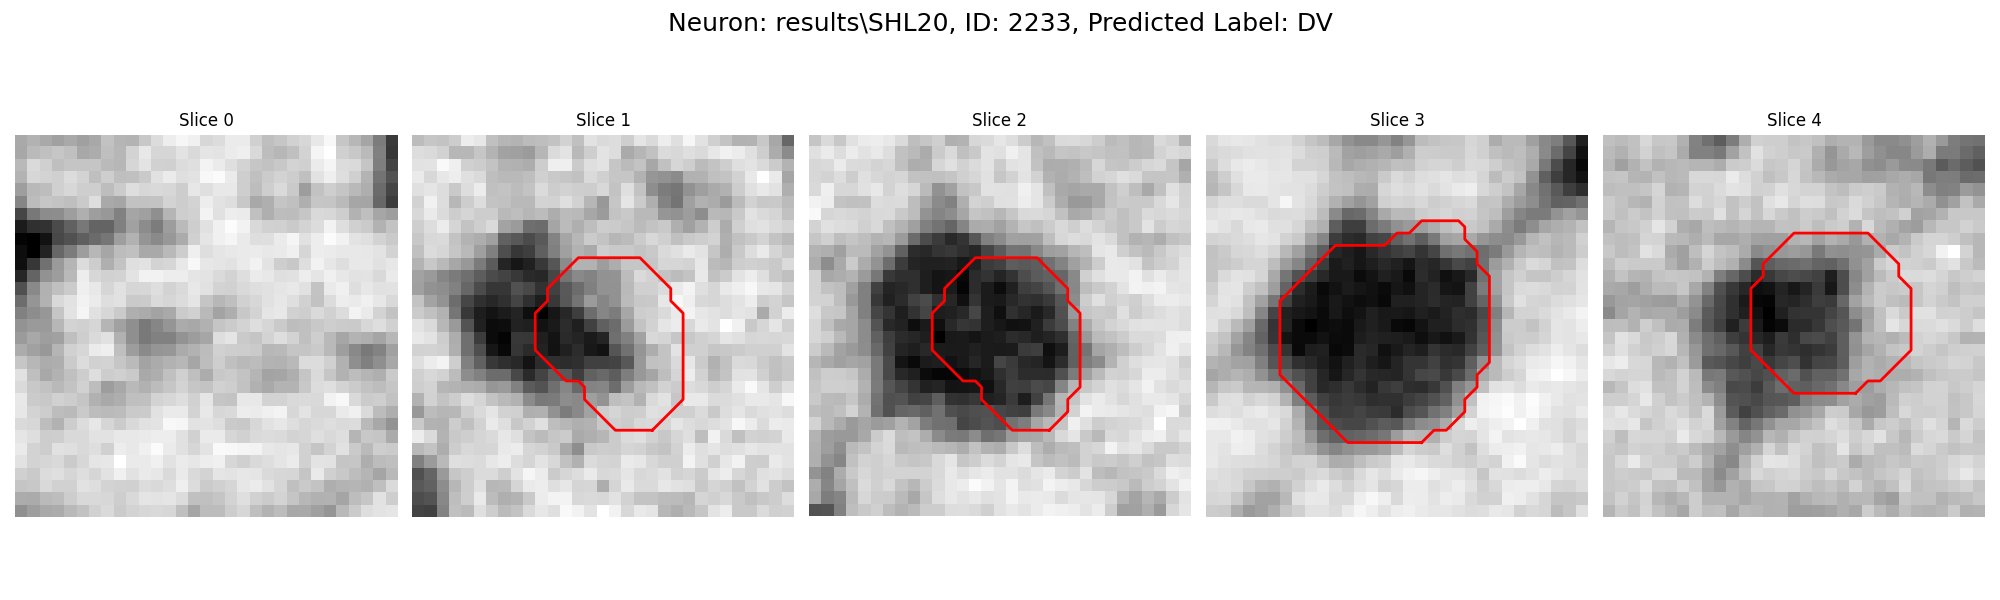 Neuron: results\SHL20, ID: 2233, Predicted Label: DV
Slice 0
Slice 1
Slice 2
Slice 3
Slice 4